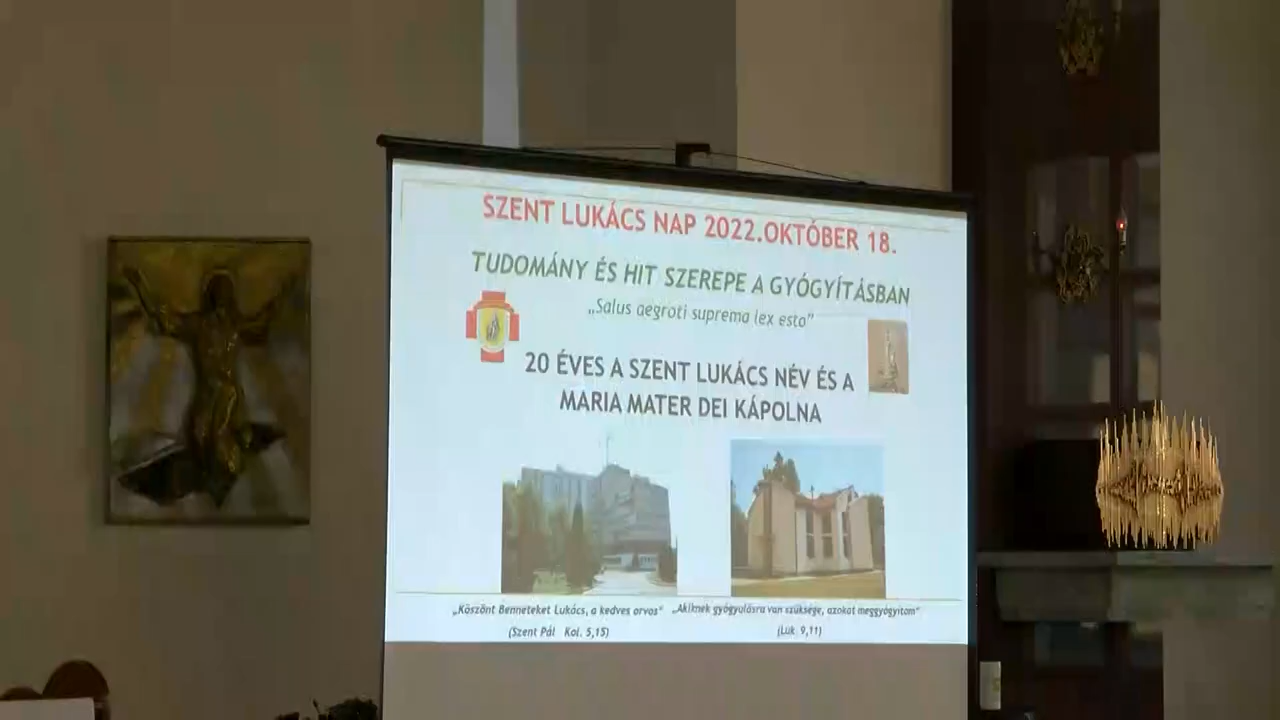 SZENT LUKÁCS NAP 2022.OKTÓBER 18.
TUDOMÁNY ÉS HIT SZEREPE A GYÓGYÍTÁSBAN
„Salus aegroti suprema lex esto”
20 ÉVES A SZENT LUKÁCS NÉV ÉS A
MARIA MATER DEI KÁPOLNA
„Köszönt Benneteket Lukács, a kedves orvos”
(Szent Pál Kol. 5,15)
„Akiknek gyógyulásra van szüksége, azokat meggyógyítom”
(Luk 9,11)